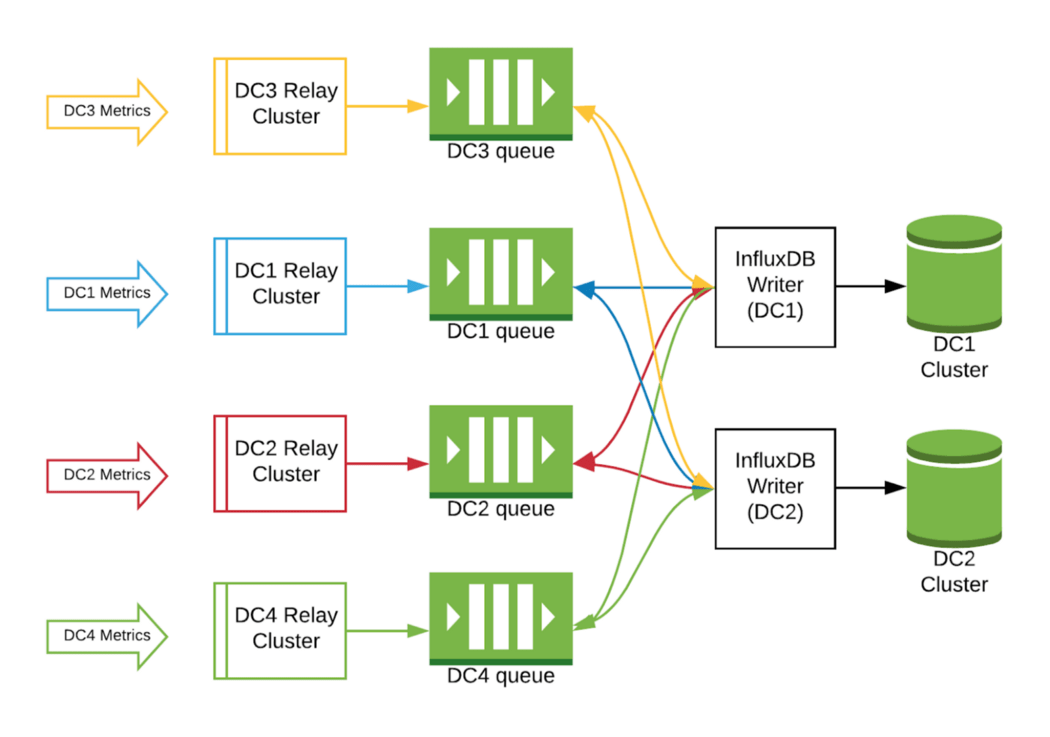 DC3 Metrics
DC3 Relay
Cluster
DC3 queue
DC1 Metrics
DC1 Relay
Cluster
DC1 queue
DC2 Metrics
DC2 Relay
Cluster
DC2 queue
DC4 Metrics
DC4 Relay
Cluster
DC4 queue
InfluxDB
Writer
(DC1)
DC1
Cluster
InfluxDB
Writer
(DC2)
DC2
Cluster